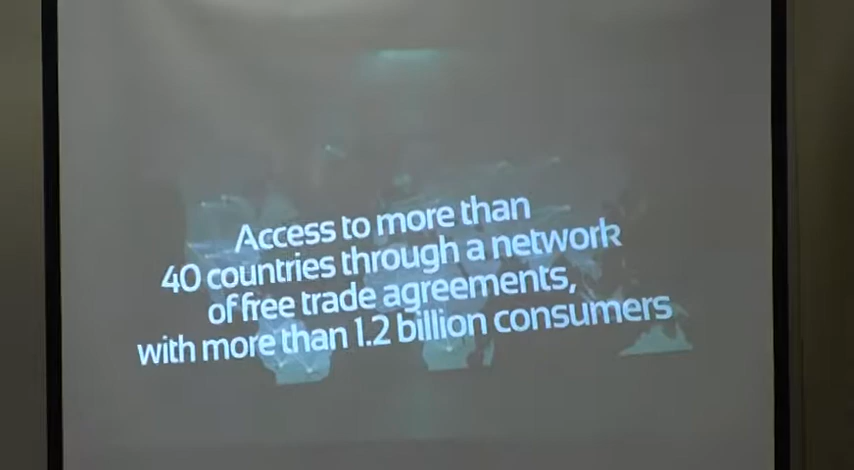 Access to more than
40 countries through a network
of free trade agreements,
with more than 1.2 billion consumers